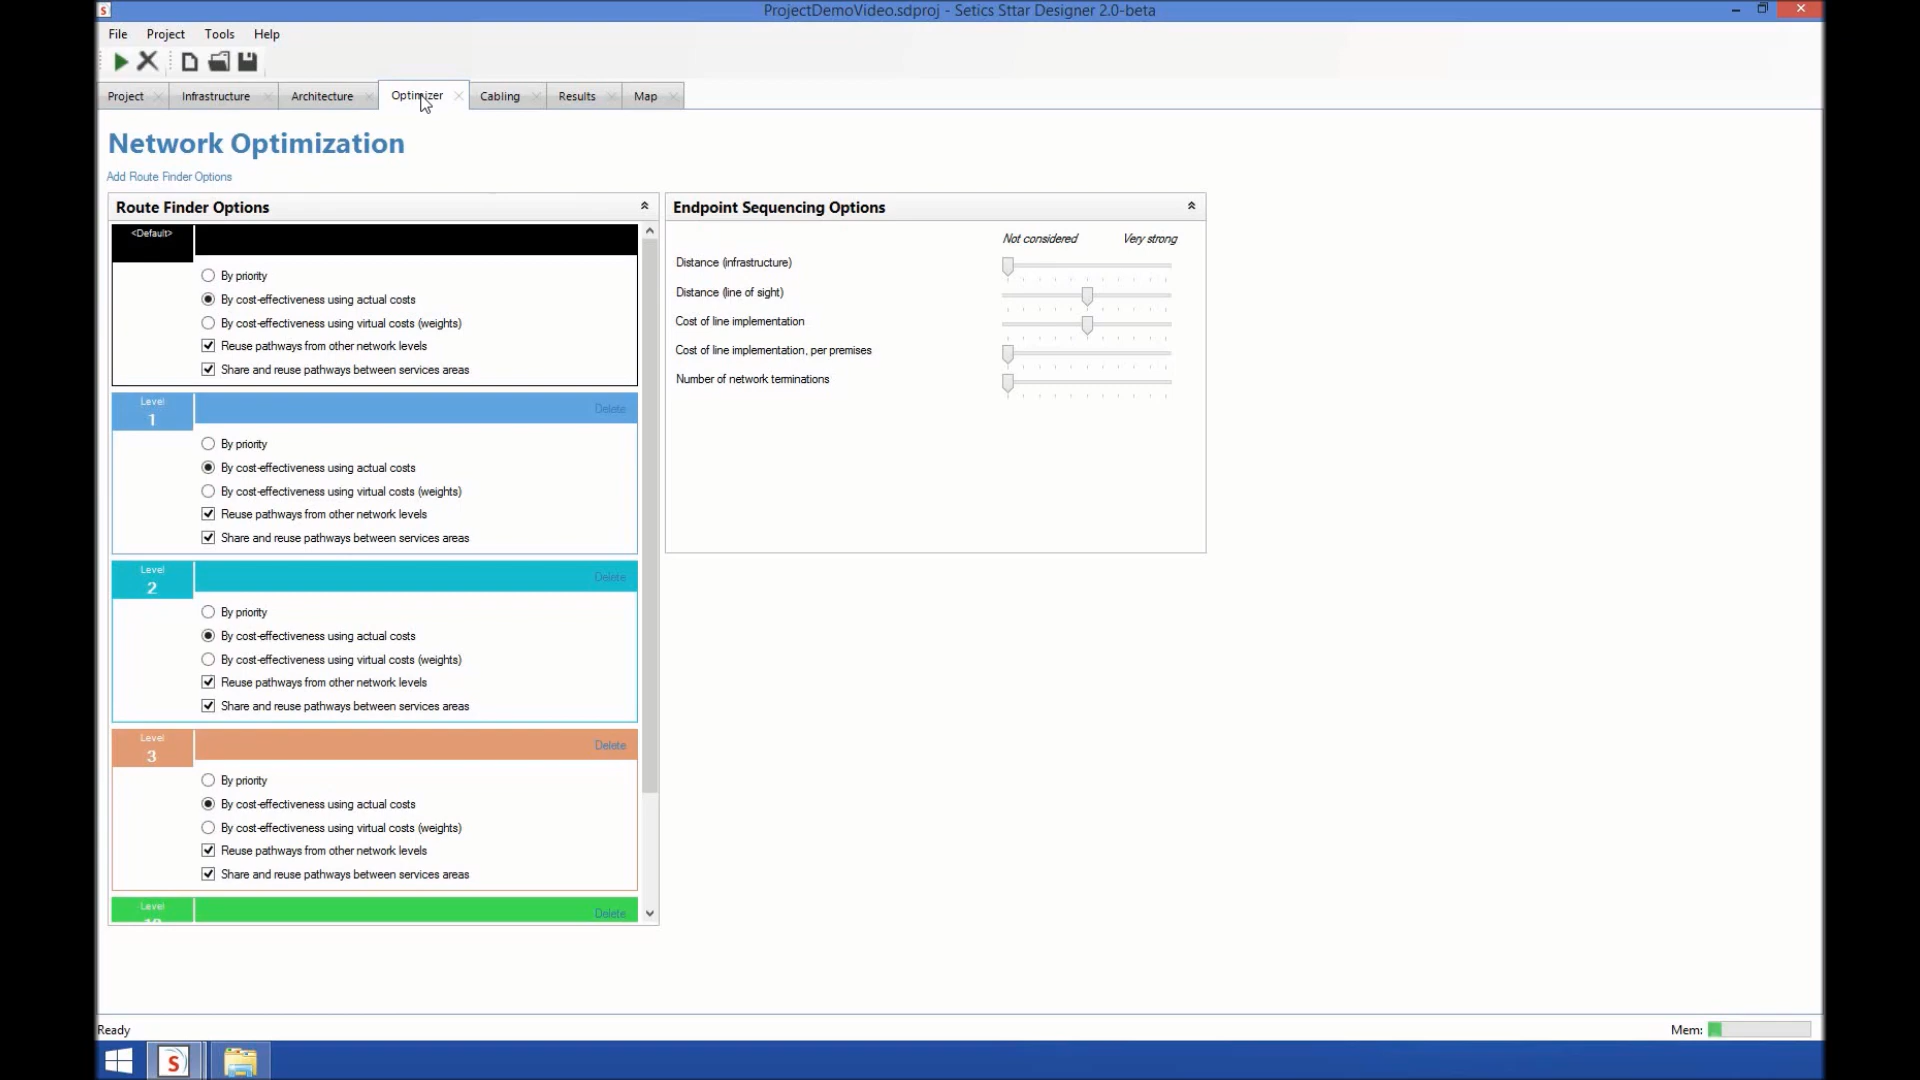 S ProjectDemoVideo.sdproj - Setics Sttar Designer 2.0-beta
File Project Tools Help
Project Infrastructure Architecture Optimizer Cabling Results Map
Network Optimization
Add Route Finder Options
Route Finder Options
<Default>
By priority
By cost-effectiveness using actual costs
By cost-effectiveness using virtual costs (weights)
Reuse pathways from other network levels
Share and reuse pathways between services areas
Level
1
Delete
By priority
By cost-effectiveness using actual costs
By cost-effectiveness using virtual costs (weights)
Reuse pathways from other network levels
Share and reuse pathways between services areas
Level
2
Delete
By priority
By cost-effectiveness using actual costs
By cost-effectiveness using virtual costs (weights)
Reuse pathways from other network levels
Share and reuse pathways between services areas
Level
3
Delete
By priority
By cost-effectiveness using actual costs
By cost-effectiveness using virtual costs (weights)
Reuse pathways from other network levels
Share and reuse pathways between services areas
Level
Delete
Endpoint Sequencing Options
Not considered Very strong
Distance (infrastructure)
Distance (line of sight)
Cost of line implementation
Cost of line implementation, per premises
Number of network terminations
Ready Mem:
S